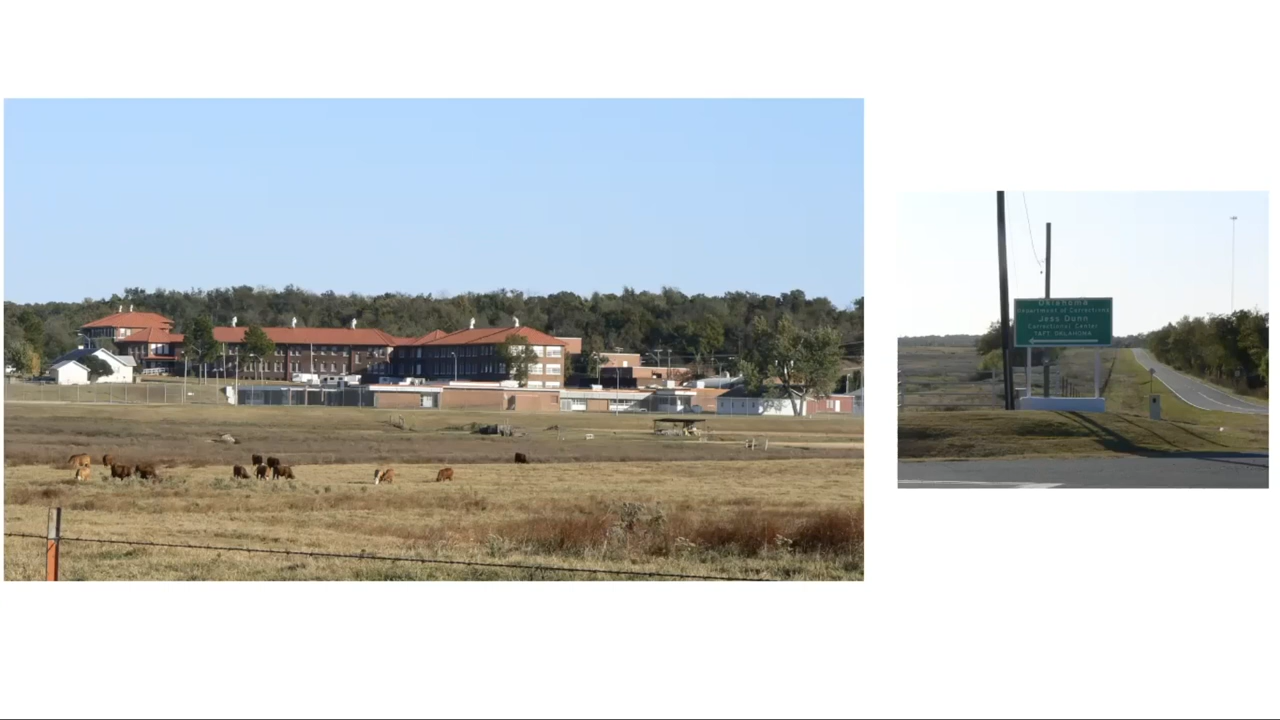 Oklahoma
Department of Corrections
Jess Dunn
Correctional Center
TAFT, OKLAHOMA